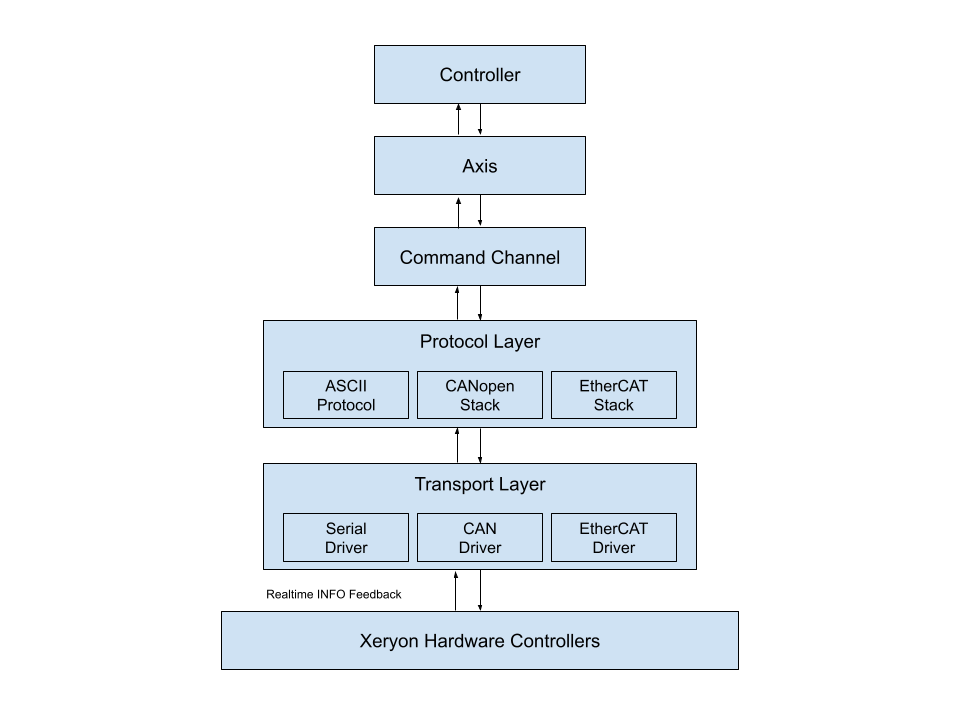 Controller
Axis
Command Channel
Protocol Layer
ASCII
Protocol
CANopen
Stack
EtherCAT
Stack
Transport Layer
Serial
Driver
CAN
Driver
EtherCAT
Driver
Realtime INFO Feedback
Xeryon Hardware Controllers